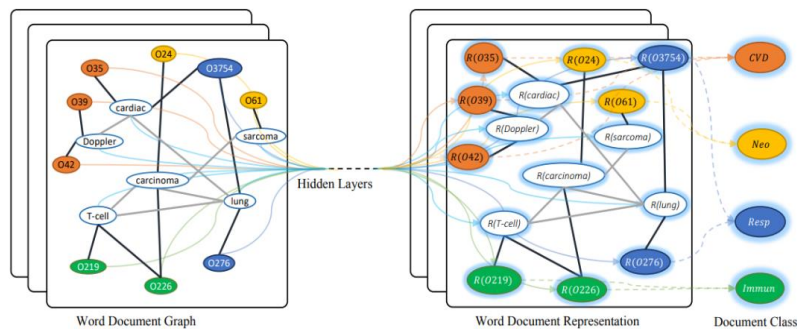 O24
O35
O3754
O39
cardiac
O61
Doppler
sarcoma
O42
carcinoma
T-cell
lung
O219
O226
O276
Word Document Graph
Hidden Layers
R(O35)
R(O24)
R(O3754)
R(O39)
R(cardiac)
R(O61)
R(Doppler)
R(sarcoma)
R(O42)
R(carcinoma)
R(T-cell)
R(lung)
R(O276)
R(O219)
R(O226)
Word Document Representation
CVD
Neo
Resp
Immun
Document Class